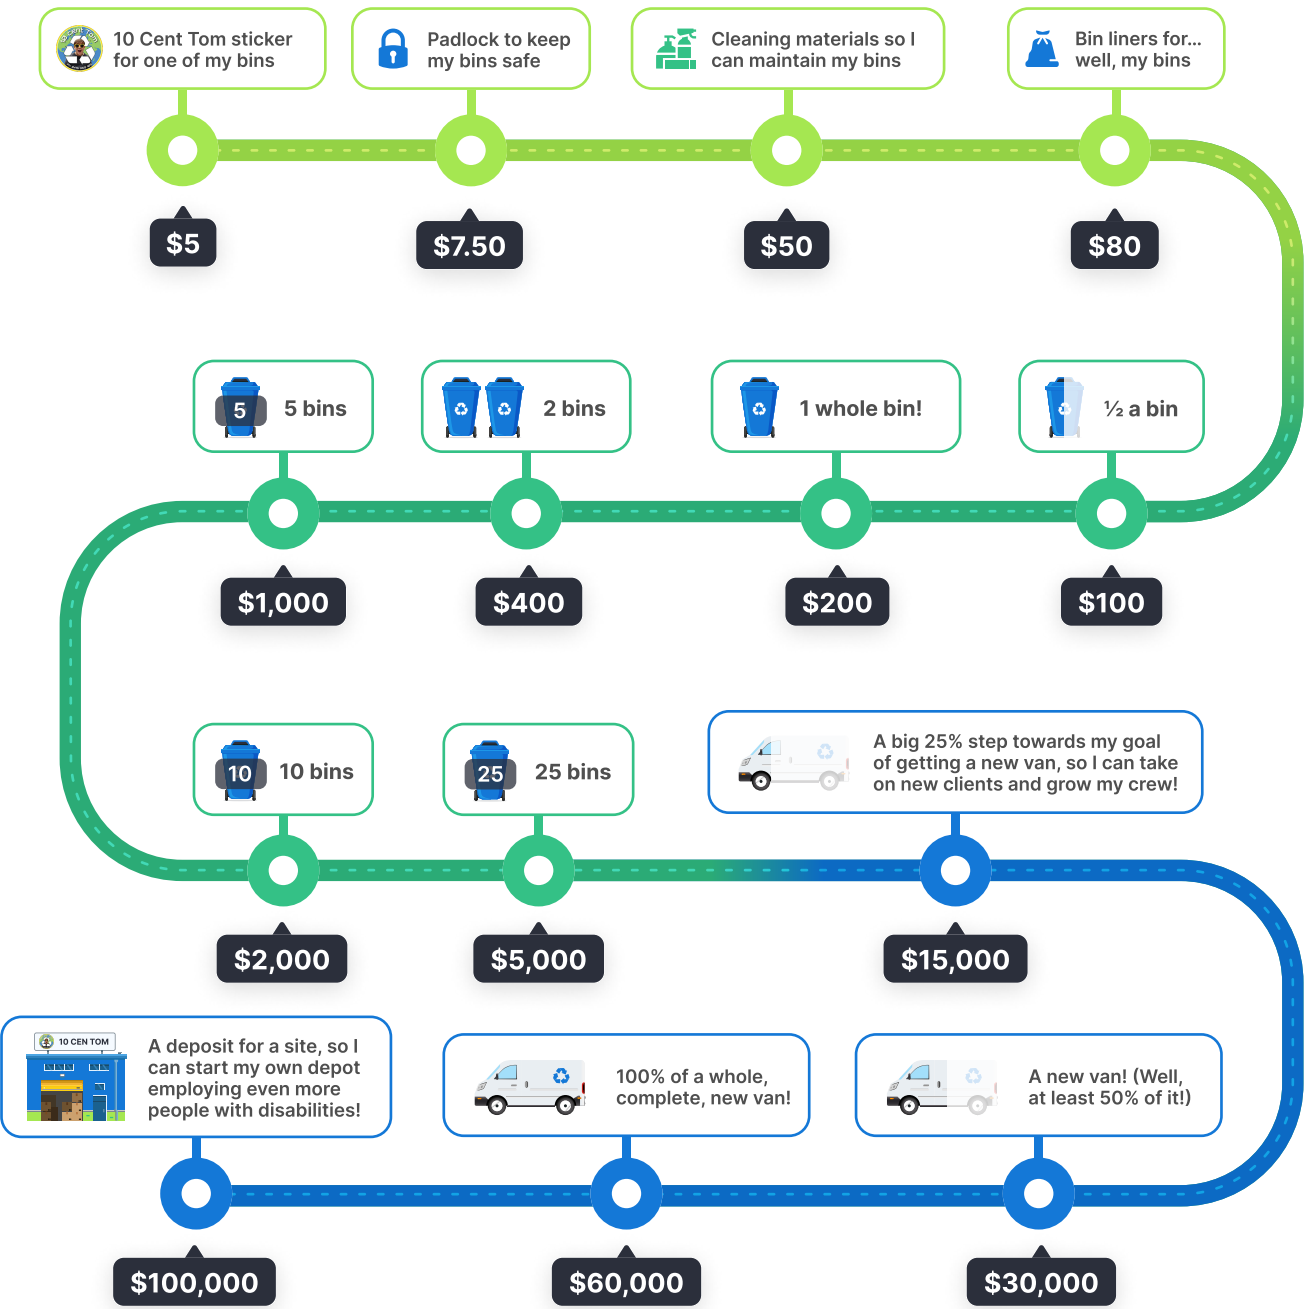 10 Cent Tom sticker
for one of my bins
Padlock to keep
my bins safe
Cleaning materials so I
can maintain my bins
Bin liners for...
well, my bins
$5
$7.50
$50
$80
5
5 bins
2 bins
1 whole bin!
½ a bin
$1,000
$400
$200
$100
10
10 bins
25
25 bins
A big 25% step towards my goal
of getting a new van, so I can take
on new clients and grow my crew!
$2,000
$5,000
$15,000
10 CEN TOM
A deposit for a site, so I
can start my own depot
employing even more
people with disabilities!
100% of a whole,
complete, new van!
A new van! (Well,
at least 50% of it!)
$100,000
$60,000
$30,000